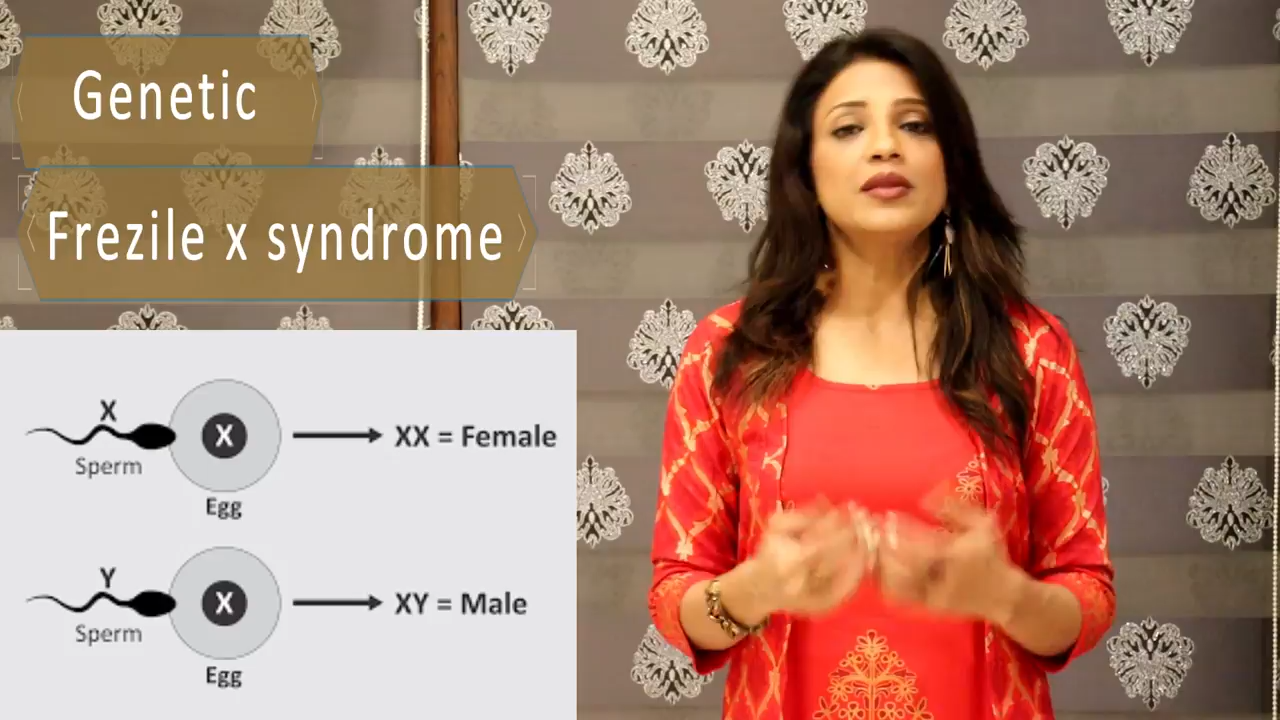 Genetic
Frezile x syndrome
X
X
XX = Female
Sperm
Egg
Y
X
XY = Male
Sperm
Egg